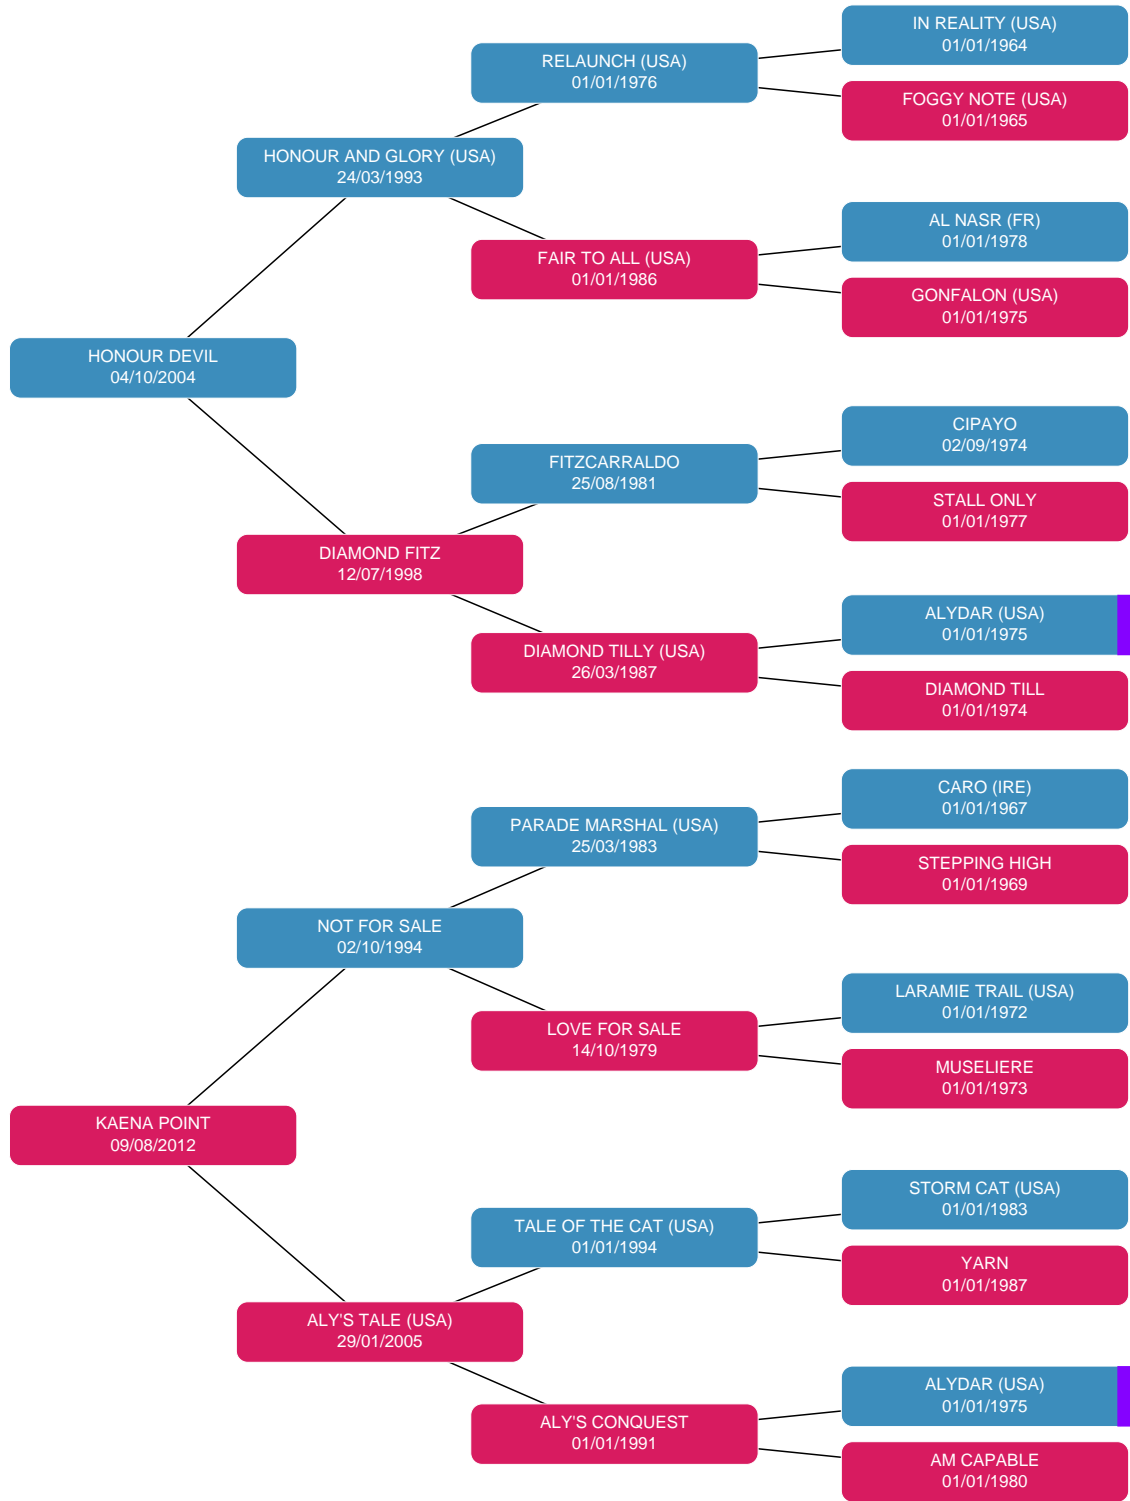 IN REALITY (USA)
01/01/1964
RELAUNCH (USA)
01/01/1976
FOGGY NOTE (USA)
01/01/1965
HONOUR AND GLORY (USA)
24/03/1993
AL NASR (FR)
01/01/1978
FAIR TO ALL (USA)
01/01/1986
GONFALON (USA)
01/01/1975
HONOUR DEVIL
04/10/2004
CIPAYO
02/09/1974
FITZCARRALDO
25/08/1981
STALL ONLY
01/01/1977
DIAMOND FITZ
12/07/1998
ALYDAR (USA)
01/01/1975
DIAMOND TILLY (USA)
26/03/1987
DIAMOND TILL
01/01/1974
CARO (IRE)
01/01/1967
PARADE MARSHAL (USA)
25/03/1983
STEPPING HIGH
01/01/1969
NOT FOR SALE
02/10/1994
LARAMIE TRAIL (USA)
01/01/1972
LOVE FOR SALE
14/10/1979
MUSELIERE
01/01/1973
KAENA POINT
09/08/2012
STORM CAT (USA)
01/01/1983
TALE OF THE CAT (USA)
01/01/1994
YARN
01/01/1987
ALY'S TALE (USA)
29/01/2005
ALYDAR (USA)
01/01/1975
ALY'S CONQUEST
01/01/1991
AM CAPABLE
01/01/1980